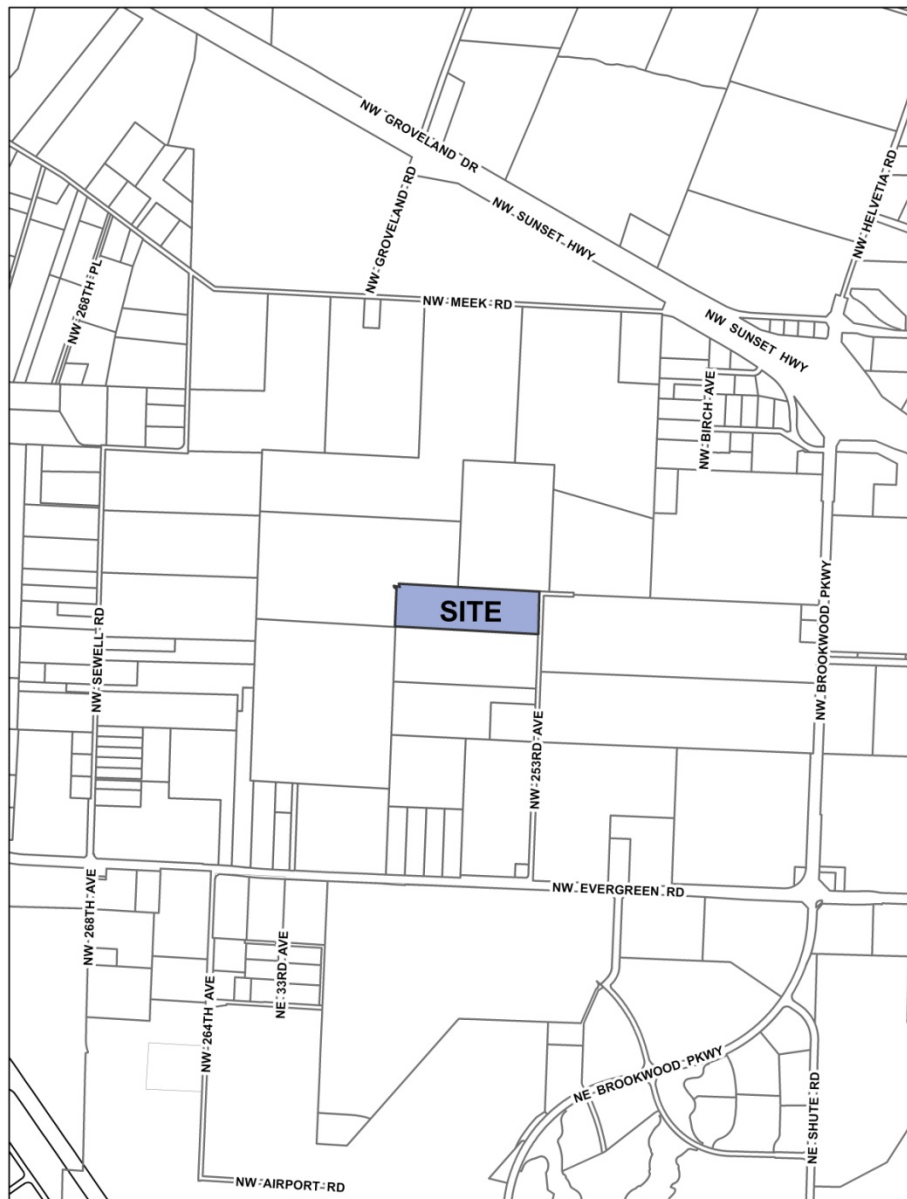 NW GROVELAND DR
NW GROVELAND RD
NW SUNSET HWY
NW HELVETIA RD
NW 268TH PL
NW MEEK RD
NW SUNSET HWY
NW BIRCH AVE
SITE
NW SEWELL RD
NW BROOKWOOD PKWY
NW 253RD AVE
NW EVERGREEN RD
NW 268TH AVE
NE 33RD AVE
NW 264TH AVE
NE BROOKWOOD PKWY
NE SHUTE RD
NW AIRPORT RD